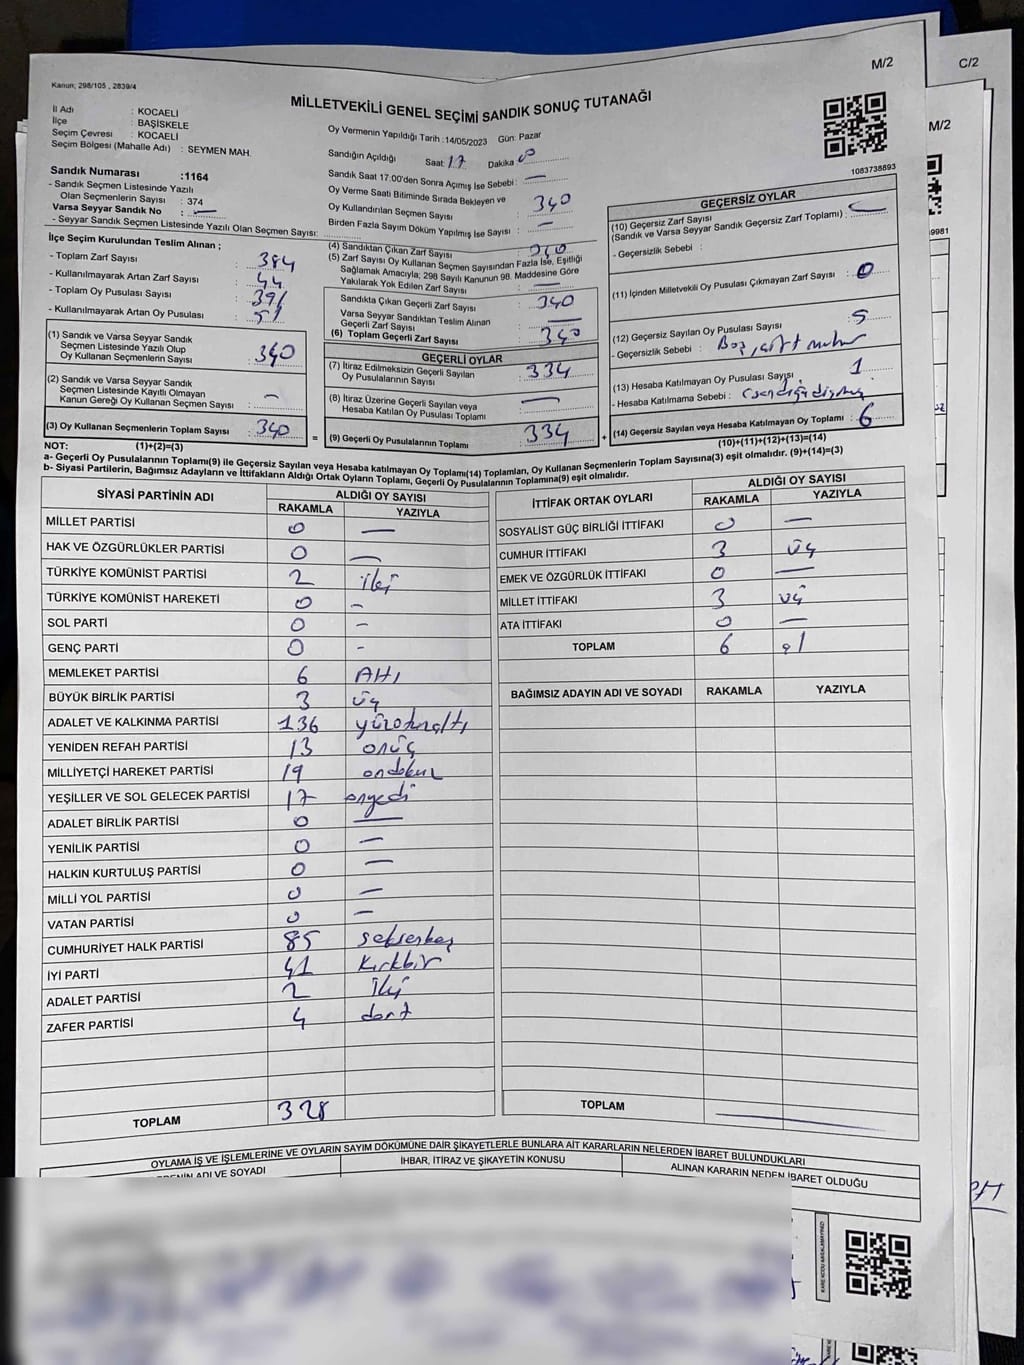 M/2
C/2
M/2
Kanun, 298/105 , 2839/4
MİLLETVEKİLİ GENEL SEÇİMİ SANDIK SONUÇ TUTANAĞI
İl Adı : KOCAELİ
İlçe : BAŞİSKELE
Seçim Çevresi : KOCAELİ
Seçim Bölgesi (Mahalle Adı) : SEYMEN MAH.
Sandık Numarası :1164
- Sandık Seçmen Listesinde Yazılı
Olan Seçmenlerin Sayısı : 374
Varsa Seyyar Sandık No : —
- Seyyar Sandık Seçmen Listesinde Yazılı Olan Seçmen Sayısı:
Oy Vermenin Yapıldığı Tarih :14/05/2023 Gün: Pazar
Sandığın Açıldığı Saat: 17 Dakika
Sandık Saat 17:00'den Sonra Açımış İse Sebebi : —
Oy Verme Saati Bitiminde Sırada Bekleyen ve
Oy Kullandırılan Seçmen Sayısı : 340
Birden Fazla Sayım Döküm Yapılmış İse Sayısı : —
1083738893
İlçe Seçim Kurulundan Teslim Alınan ;
- Toplam Zarf Sayısı : 384
- Kullanılmayarak Artan Zarf Sayısı : 44
- Toplam Oy Pusulası Sayısı : 391
- Kullanılmayarak Artan Oy Pusulası : 51
(1) Sandık ve Varsa Seyyar Sandık
Seçmen Listesinde Yazılı Olup
Oy Kullanan Seçmenlerin Sayısı : 340
(2) Sandık ve Varsa Seyyar Sandık
Seçmen Listesinde Kayıtlı Olmayan
Kanun Gereği Oy Kullanan Seçmen Sayısı : —
(3) Oy Kullanan Seçmenlerin Toplam Sayısı : 340
(4) Sandıktan Çıkan Zarf Sayısı : 340
(5) Zarf Sayısı Oy Kullanan Seçmen Sayısından Fazla İse, Eşitliği
Sağlamak Amacıyla; 298 Sayılı Kanunun 98. Maddesine Göre
Yakılarak Yok Edilen Zarf Sayısı : —
Sandıkta Çıkan Geçerli Zarf Sayısı : 340
Varsa Seyyar Sandıktan Teslim Alınan
Geçerli Zarf Sayısı : —
(6) Toplam Geçerli Zarf Sayısı : 340
GEÇERLİ OYLAR
(7) İtiraz Edilmeksizin Geçerli Sayılan
Oy Pusulalarının Sayısı : 334
(8) İtiraz Üzerine Geçerli Sayılan veya
Hesaba Katılan Oy Pusulası Toplamı : —
= (9) Geçerli Oy Pusulalarının Toplamı : 334 +
GEÇERSİZ OYLAR
(10) Geçersiz Zarf Sayısı
(Sandık ve Varsa Seyyar Sandık Geçersiz Zarf Toplamı) : —
- Geçersizlik Sebebi :
(11) İçinden Milletvekili Oy Pusulası Çıkmayan Zarf Sayısı : 0
(12) Geçersiz Sayılan Oy Pusulası Sayısı : 5
- Geçersizlik Sebebi : Boş, çift mühür
(13) Hesaba Katılmayan Oy Pusulası Sayısı : 1
- Hesaba Katılmama Sebebi :
(14) Geçersiz Sayılan veya Hesaba Katılmayan Oy Toplamı : 6
NOT: (1)+(2)=(3)
(10)+(11)+(12)+(13)=(14)
a- Geçerli Oy Pusulalarının Toplamı(9) ile Geçersiz Sayılan veya Hesaba katılmayan Oy Toplamı(14) Toplamları, Oy Kullanan Seçmenlerin Toplam Sayısına(3) eşit olmalıdır. (9)+(14)=(3)
b- Siyasi Partilerin, Bağımsız Adayların ve İttifakların Aldığı Ortak Oyların Toplamı, Geçerli Oy Pusulalarının Toplamına(9) eşit olmalıdır.
SİYASİ PARTİNİN ADI ALDIĞI OY SAYISI
RAKAMLA YAZIYLA
MİLLET PARTİSİ 0 —
HAK VE ÖZGÜRLÜKLER PARTİSİ 0 —
TÜRKİYE KOMÜNİST PARTİSİ 2 iki
TÜRKİYE KOMÜNİST HAREKETİ 0 -
SOL PARTİ 0 -
GENÇ PARTİ 0 -
MEMLEKET PARTİSİ 6 AHI
BÜYÜK BİRLİK PARTİSİ 3 üç
ADALET VE KALKINMA PARTİSİ 136 yüzotuzaltı
YENİDEN REFAH PARTİSİ 13 onüç
MİLLİYETÇİ HAREKET PARTİSİ 19 ondokuz
YEŞİLLER VE SOL GELECEK PARTİSİ 17 onyedi
ADALET BİRLİK PARTİSİ 0 —
YENİLİK PARTİSİ 0 —
HALKIN KURTULUŞ PARTİSİ 0 —
MİLLİ YOL PARTİSİ 0 —
VATAN PARTİSİ 0 —
CUMHURİYET HALK PARTİSİ 85 seksenbeş
İYİ PARTİ 41 kırkbir
ADALET PARTİSİ 2 iki
ZAFER PARTİSİ 4 dört
TOPLAM 328
İTTİFAK ORTAK OYLARI ALDIĞI OY SAYISI
RAKAMLA YAZIYLA
SOSYALİST GÜÇ BİRLİĞİ İTTİFAKI 0 —
CUMHUR İTTİFAKI 3 üç
EMEK VE ÖZGÜRLÜK İTTİFAKI 0 —
MİLLET İTTİFAKI 3 üç
ATA İTTİFAKI 0 —
TOPLAM 6
BAĞIMSIZ ADAYIN ADI VE SOYADI RAKAMLA YAZIYLA
TOPLAM
OYLAMA İŞ VE İŞLEMLERİNE VE OYLARIN SAYIM DÖKÜMÜNE DAİR ŞİKAYETLERLE BUNLARA AİT KARARLARIN NELERDEN İBARET BULUNDUKLARI
ADI VE SOYADI İHBAR, İTİRAZ VE ŞİKAYETİN KONUSU ALINAN KARARIN NEDEN İBARET OLDUĞU